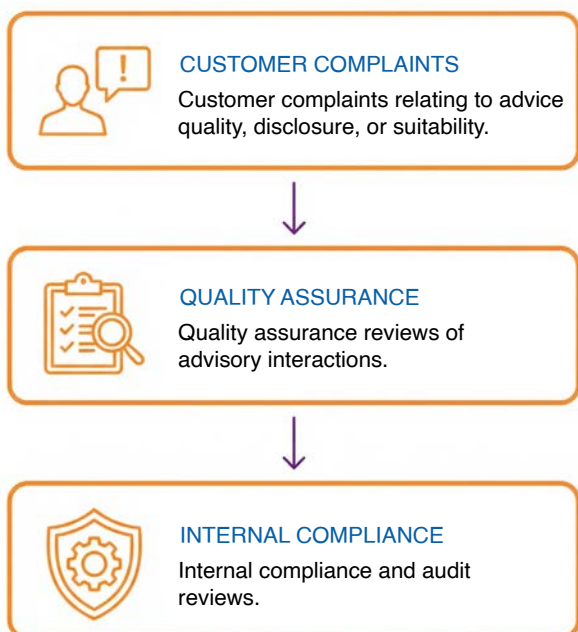 CUSTOMER COMPLAINTS
Customer complaints relating to advice
quality, disclosure, or suitability.
QUALITY ASSURANCE
Quality assurance reviews of
advisory interactions.
INTERNAL COMPLIANCE
Internal compliance and audit
reviews.